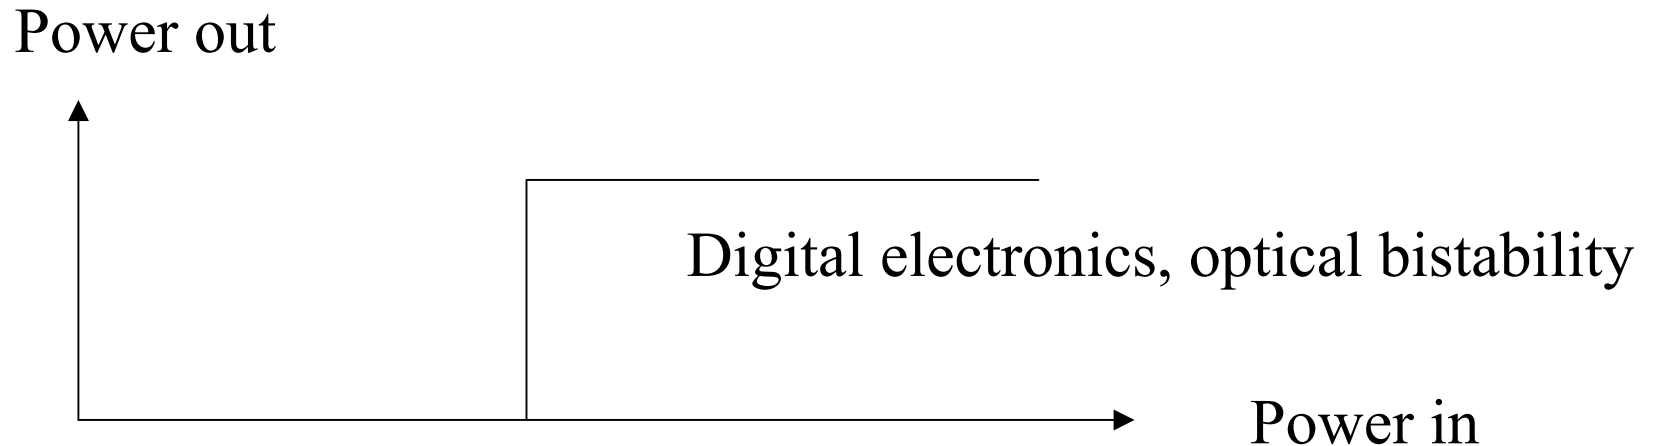 Power out
Digital electronics, optical bistability
Power in